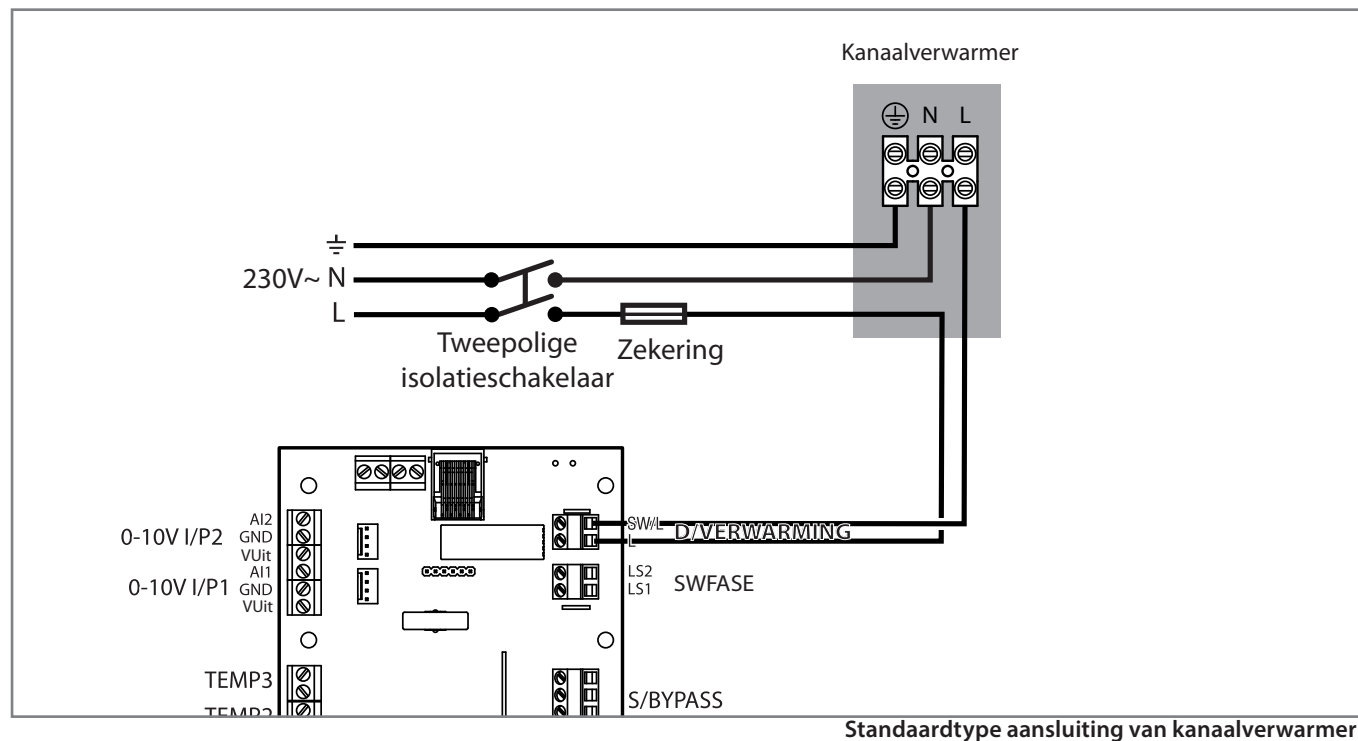 Kanaalverwarmer
N L
230V~ N
L
Tweepolige
isolatieschakelaar
Zekering
AI2
0-10V I/P2 GND
VUit
AI1
0-10V I/P1 GND
VUit
SW/L
D/VERWARMING
L
LS2
LS1
SWFASE
TEMP3
TEMP2
S/BYPASS
Standaardtype aansluiting van kanaalverwarmer